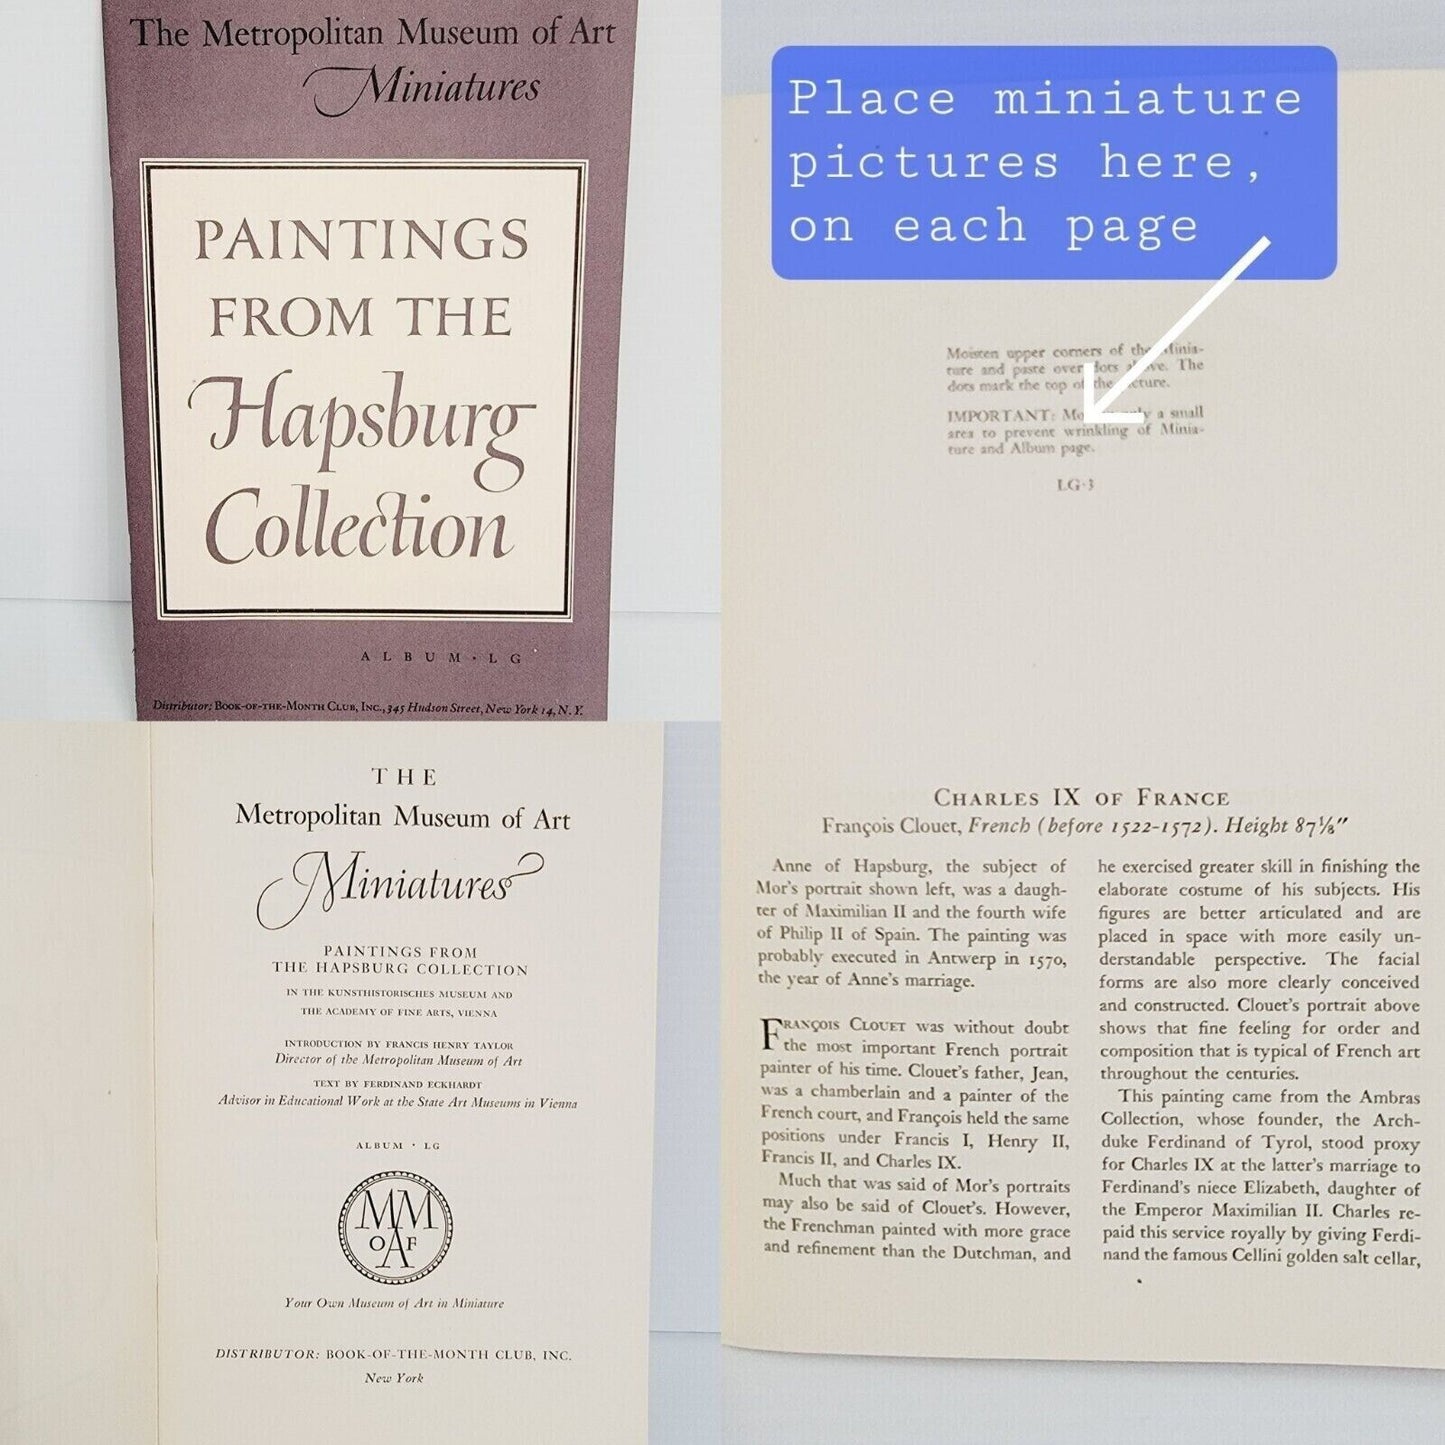 The Metropolitan Museum of Art
Miniatures
PAINTINGS
FROM THE
Hapsburg
Collection
ALBUM · LG
Distributor: BOOK-OF-THE-MONTH CLUB, INC., 345 Hudson Street, New York 14, N. Y.
THE
Metropolitan Museum of Art
Miniatures
PAINTINGS FROM
THE HAPSBURG COLLECTION
IN THE KUNSTHISTORISCHES MUSEUM AND
THE ACADEMY OF FINE ARTS, VIENNA
INTRODUCTION BY FRANCIS HENRY TAYLOR
Director of the Metropolitan Museum of Art
TEXT BY FERDINAND ECKHARDT
Advisor in Educational Work at the State Art Museums in Vienna
ALBUM · LG
MMOFA
Your Own Museum of Art in Miniature
DISTRIBUTOR: BOOK-OF-THE-MONTH CLUB, INC.
New York
Place miniature
pictures here,
on each page
Moisten upper corners of the Minia-
ture and paste over dots above. The
dots mark the top of the picture.
IMPORTANT: only a small
area to prevent wrinkling of Minia-
ture and Album page.
LG-3
CHARLES IX OF FRANCE
François Clouet, French (before 1522-1572). Height 87⅛"
Anne of Hapsburg, the subject of
Mor's portrait shown left, was a daugh-
ter of Maximilian II and the fourth wife
of Philip II of Spain. The painting was
probably executed in Antwerp in 1570,
the year of Anne's marriage.
FRANÇOIS CLOUET was without doubt
the most important French portrait
painter of his time. Clouet's father, Jean,
was a chamberlain and a painter of the
French court, and François held the same
positions under Francis I, Henry II,
Francis II, and Charles IX.
Much that was said of Mor's portraits
may also be said of Clouet's. However,
the Frenchman painted with more grace
and refinement than the Dutchman, and
he exercised greater skill in finishing the
elaborate costume of his subjects. His
figures are better articulated and are
placed in space with more easily un-
derstandable perspective. The facial
forms are also more clearly conceived
and constructed. Clouet's portrait above
shows that fine feeling for order and
composition that is typical of French art
throughout the centuries.
This painting came from the Ambras
Collection, whose founder, the Arch-
duke Ferdinand of Tyrol, stood proxy
for Charles IX at the latter's marriage to
Ferdinand's niece Elizabeth, daughter of
the Emperor Maximilian II. Charles re-
paid this service royally by giving Ferdi-
nand the famous Cellini golden salt cellar,